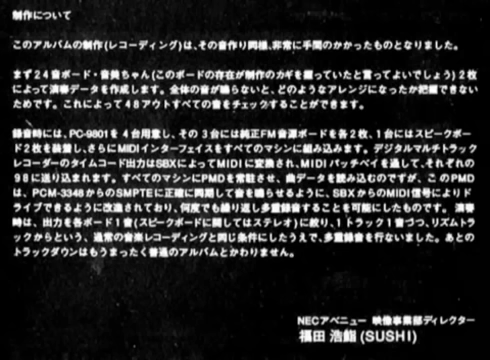 制作について
このアルバムの制作(レコーディング)は、その音作り同様、非常に手間のかかったものとなりました。
まず24音ボード・音美ちゃん(このボードの存在が制作のカギを握っていたと言ってよいでしょう)2枚
によって演奏データを作成します。全体の音が鳴らないと、どのようなアレンジになったか把握できない
ためです。これによって48アウトすべての音をチェックすることができます。
録音時には、PC-9801を4台用意し、その3台には純正FM音源ボードを各2枚、1台にはスピークボー
ド2枚を装着し、さらにMIDIインターフェイスをすべてのマシンに組み込みます。デジタルマルチトラック
レコーダーのタイムコード出力はSBXによってMIDIに変換され、MIDIパッチベイを通して、それぞれの
98に送り込まれます。すべてのマシンにPMDを常駐させ、曲データを読み込むのですが、このPMD
は、PCM-3348からのSMPTEに正確に同期して音を鳴らせるように、SBXからのMIDI信号によりド
ライブできるように改造されており、何度でも繰り返し多重録音することを可能にしたものです。演奏
時は、出力を各ボード1音(スピークボードに関してはステレオ)に絞り、1トラック1音づつ、リズムトラッ
クからという、通常の音楽レコーディングと同じ条件にしたうえで、多重録音を行ないました。あとの
トラックダウンはもうまったく普通のアルバムとかわりません。
NECアベニュー 映像事業部ディレクター
福田 浩鮨(SUSHI)